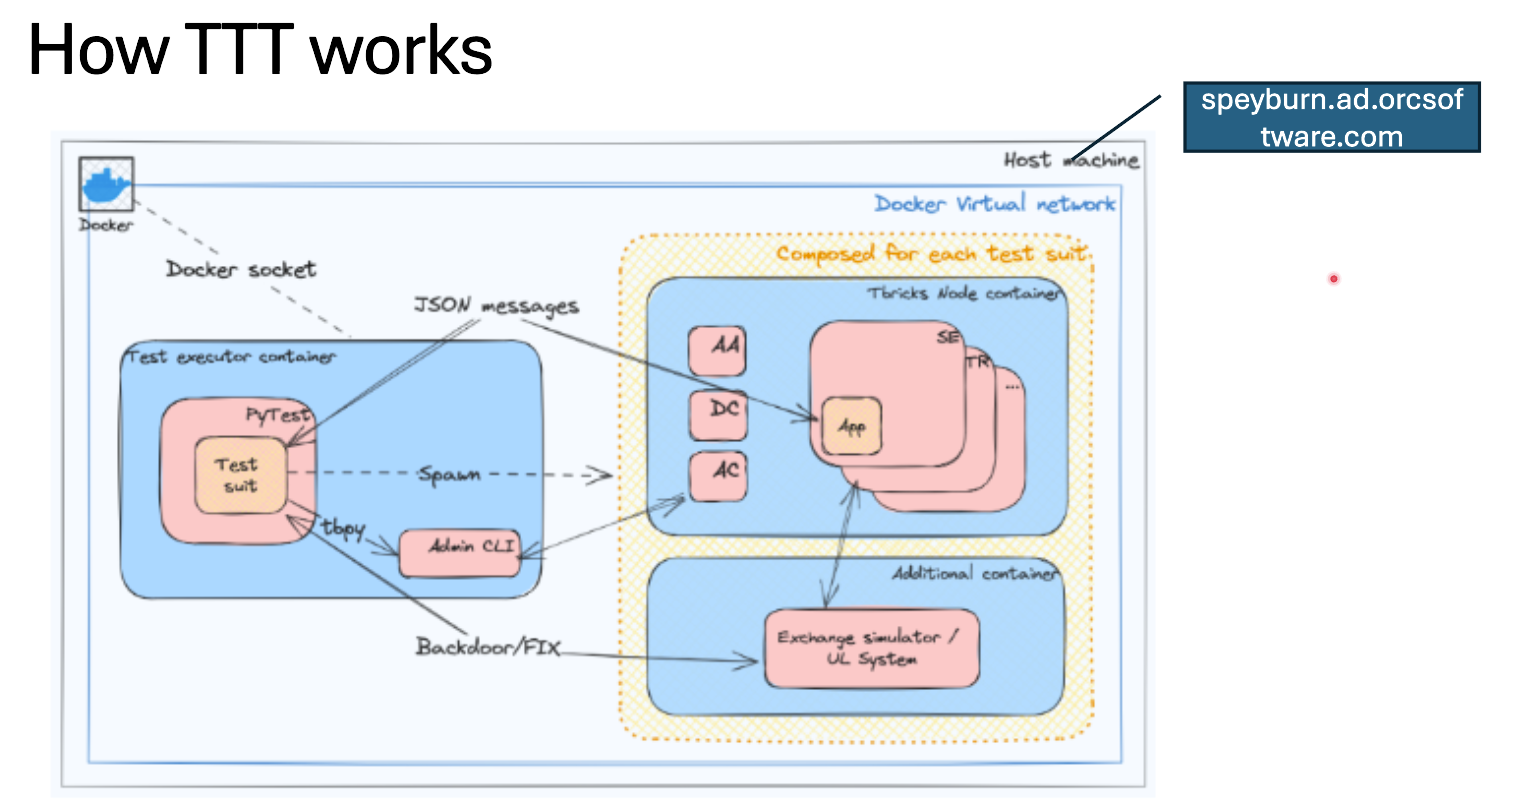 How TTT works
speyburn.ad.orcsof
tware.com
Host machine
Docker
Docker Virtual network
Docker socket
Composed for each test suit
JSON messages
Tbricks Node container
Test executor container
AA
SE
TR
...
PyTest
DC
App
Test
suit
Spawn
AC
tbpy
Admin CLI
Additional container
Backdoor/FIX
Exchange simulator /
UL System